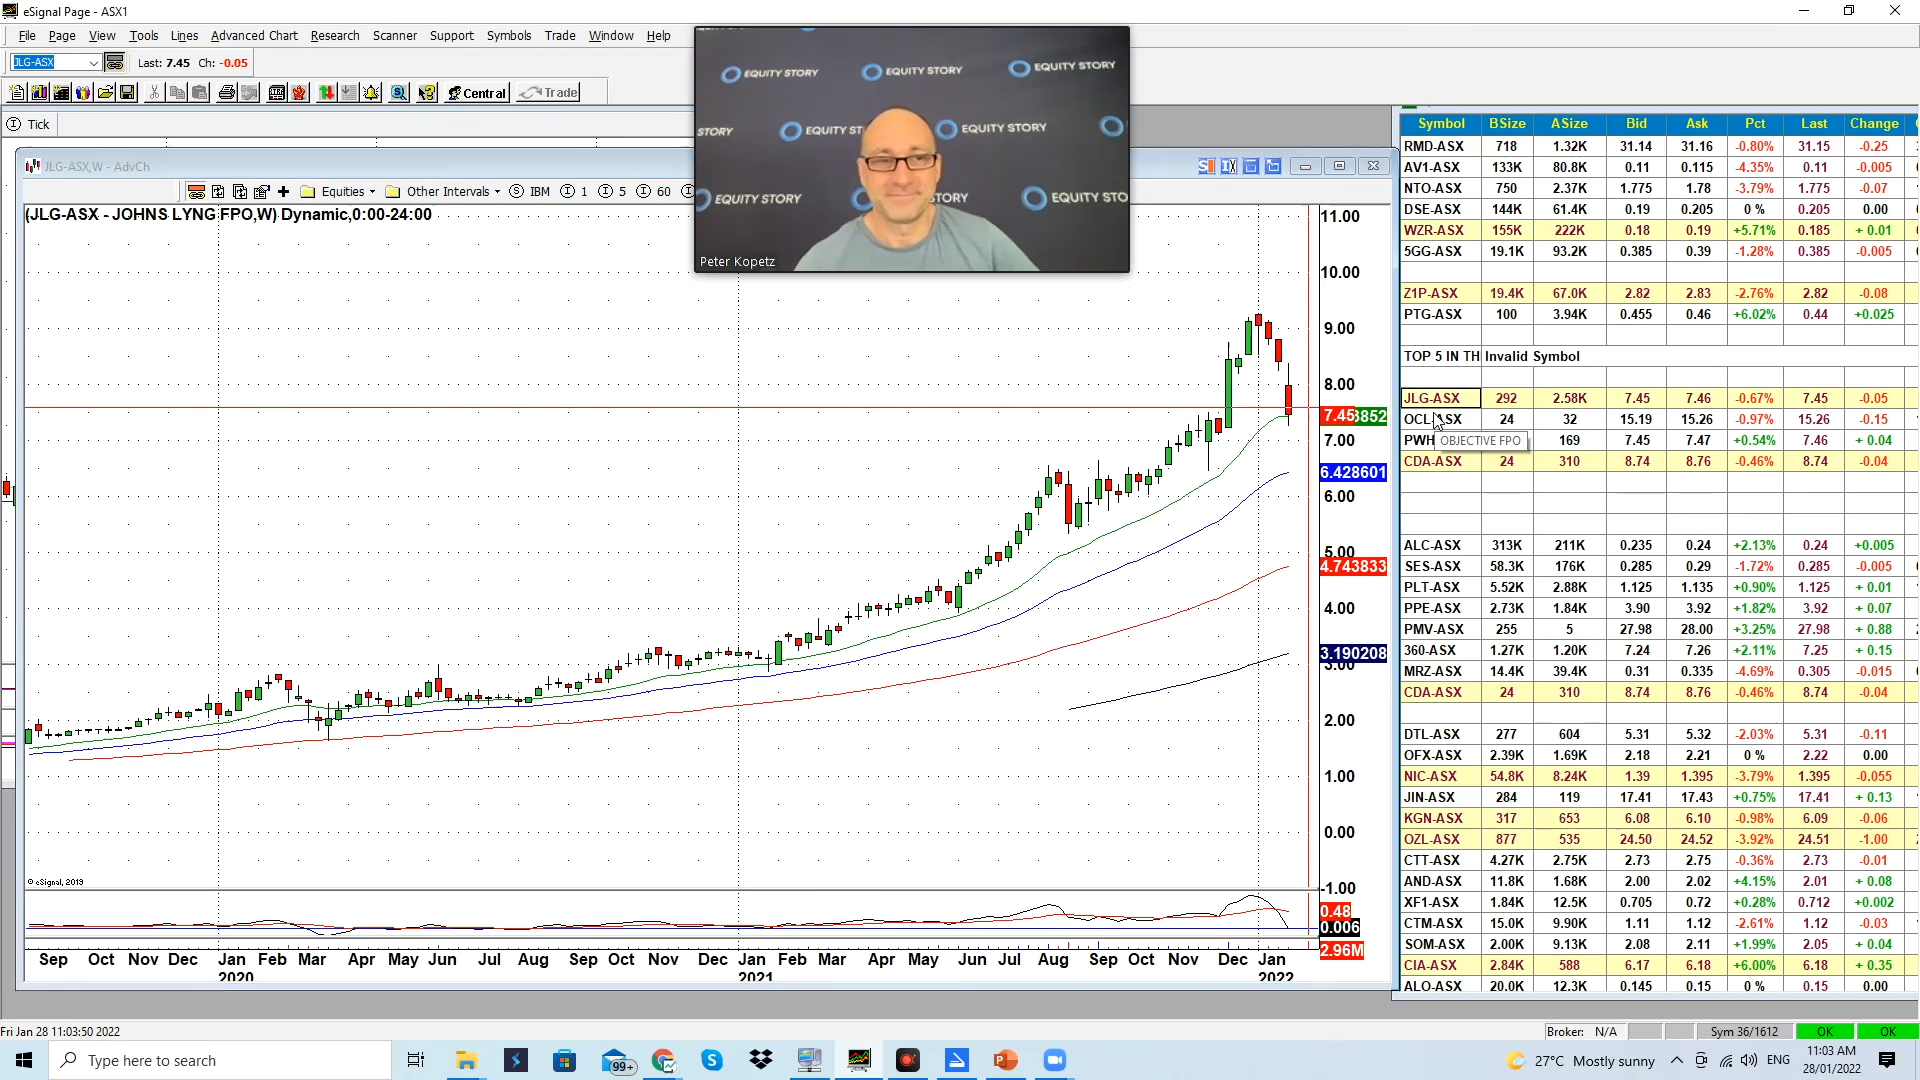 eSignal Page - ASX1
File Page View Tools Lines Advanced Chart Research Scanner Support Symbols Trade Window Help
JLG-ASX Last: 7.45 Ch: -0.05
Central Trade
Tick
JLG-ASX,W - AdvCh
Equities Other Intervals IBM 1 5 60
(JLG-ASX - JOHNS LYNG FPO,W) Dynamic,0:00-24:00
EQUITY STORY EQUITY STORY EQUITY STORY
STORY EQUITY ST EQUITY STORY
EQUITY STORY STORY EQUITY STO
Peter Kopetz
11.00
10.00
9.00
8.00
7.45 3852
7.00
6.428601
6.00
5.00
4.743833
4.00
3.190208
3.00
2.00
1.00
0.00
-1.00
0.48
0.006
2.96M
© eSignal, 2019
Sep Oct Nov Dec Jan Feb Mar Apr May Jun Jul Aug Sep Oct Nov Dec Jan Feb Mar Apr May Jun Jul Aug Sep Oct Nov Dec Jan
2020 2021 2022
Symbol BSize ASize Bid Ask Pct Last Change
RMD-ASX 718 1.32K 31.14 31.16 -0.80% 31.15 -0.25
AV1-ASX 133K 80.8K 0.11 0.115 -4.35% 0.11 -0.005
NTO-ASX 750 2.37K 1.775 1.78 -3.79% 1.775 -0.07
DSE-ASX 144K 61.4K 0.19 0.205 0 % 0.205 0.00
WZR-ASX 155K 222K 0.18 0.19 +5.71% 0.185 + 0.01
5GG-ASX 19.1K 93.2K 0.385 0.39 -1.28% 0.385 -0.005
Z1P-ASX 19.4K 67.0K 2.82 2.83 -2.76% 2.82 -0.08
PTG-ASX 100 3.94K 0.455 0.46 +6.02% 0.44 +0.025
TOP 5 IN TH Invalid Symbol
JLG-ASX 292 2.58K 7.45 7.46 -0.67% 7.45 -0.05
OCL-ASX 24 32 15.19 15.26 -0.97% 15.26 -0.15
PWH OBJECTIVE FPO 169 7.45 7.47 +0.54% 7.46 + 0.04
CDA-ASX 24 310 8.74 8.76 -0.46% 8.74 -0.04
ALC-ASX 313K 211K 0.235 0.24 +2.13% 0.24 +0.005
SES-ASX 58.3K 176K 0.285 0.29 -1.72% 0.285 -0.005
PLT-ASX 5.52K 2.88K 1.125 1.135 +0.90% 1.125 + 0.01
PPE-ASX 2.73K 1.84K 3.90 3.92 +1.82% 3.92 + 0.07
PMV-ASX 255 5 27.98 28.00 +3.25% 27.98 + 0.88
360-ASX 1.27K 1.20K 7.24 7.26 +2.11% 7.25 + 0.15
MRZ-ASX 14.4K 39.4K 0.31 0.335 -4.69% 0.305 -0.015
CDA-ASX 24 310 8.74 8.76 -0.46% 8.74 -0.04
DTL-ASX 277 604 5.31 5.32 -2.03% 5.31 -0.11
OFX-ASX 2.39K 1.69K 2.18 2.21 0 % 2.22 0.00
NIC-ASX 54.8K 8.24K 1.39 1.395 -3.79% 1.395 -0.055
JIN-ASX 284 119 17.41 17.43 +0.75% 17.41 + 0.13
KGN-ASX 317 653 6.08 6.10 -0.98% 6.09 -0.06
OZL-ASX 877 535 24.50 24.52 -3.92% 24.51 -1.00
CTT-ASX 4.27K 2.75K 2.73 2.75 -0.36% 2.73 -0.01
AND-ASX 11.8K 1.68K 2.00 2.02 +4.15% 2.01 + 0.08
XF1-ASX 1.84K 12.5K 0.705 0.72 +0.28% 0.712 +0.002
CTM-ASX 15.0K 9.90K 1.11 1.12 -2.61% 1.12 -0.03
SOM-ASX 2.00K 9.13K 2.08 2.11 +1.99% 2.05 + 0.04
CIA-ASX 2.84K 588 6.17 6.18 +6.00% 6.18 + 0.35
ALO-ASX 20.0K 12.3K 0.145 0.15 0 % 0.15 0.00
Fri Jan 28 11:03:50 2022 Broker: N/A Sym 36/1612 OK OK
Type here to search 99+ 27°C Mostly sunny ENG 11:03 AM
28/01/2022